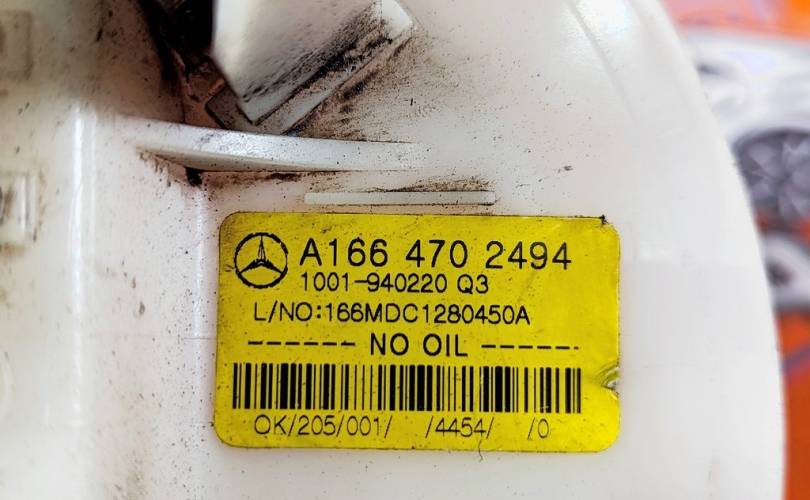 A166 470 2494
1001-940220 Q3
L/NO:166MDC1280450A
------ NO OIL ------
OK/205/001/ /4454/ /0